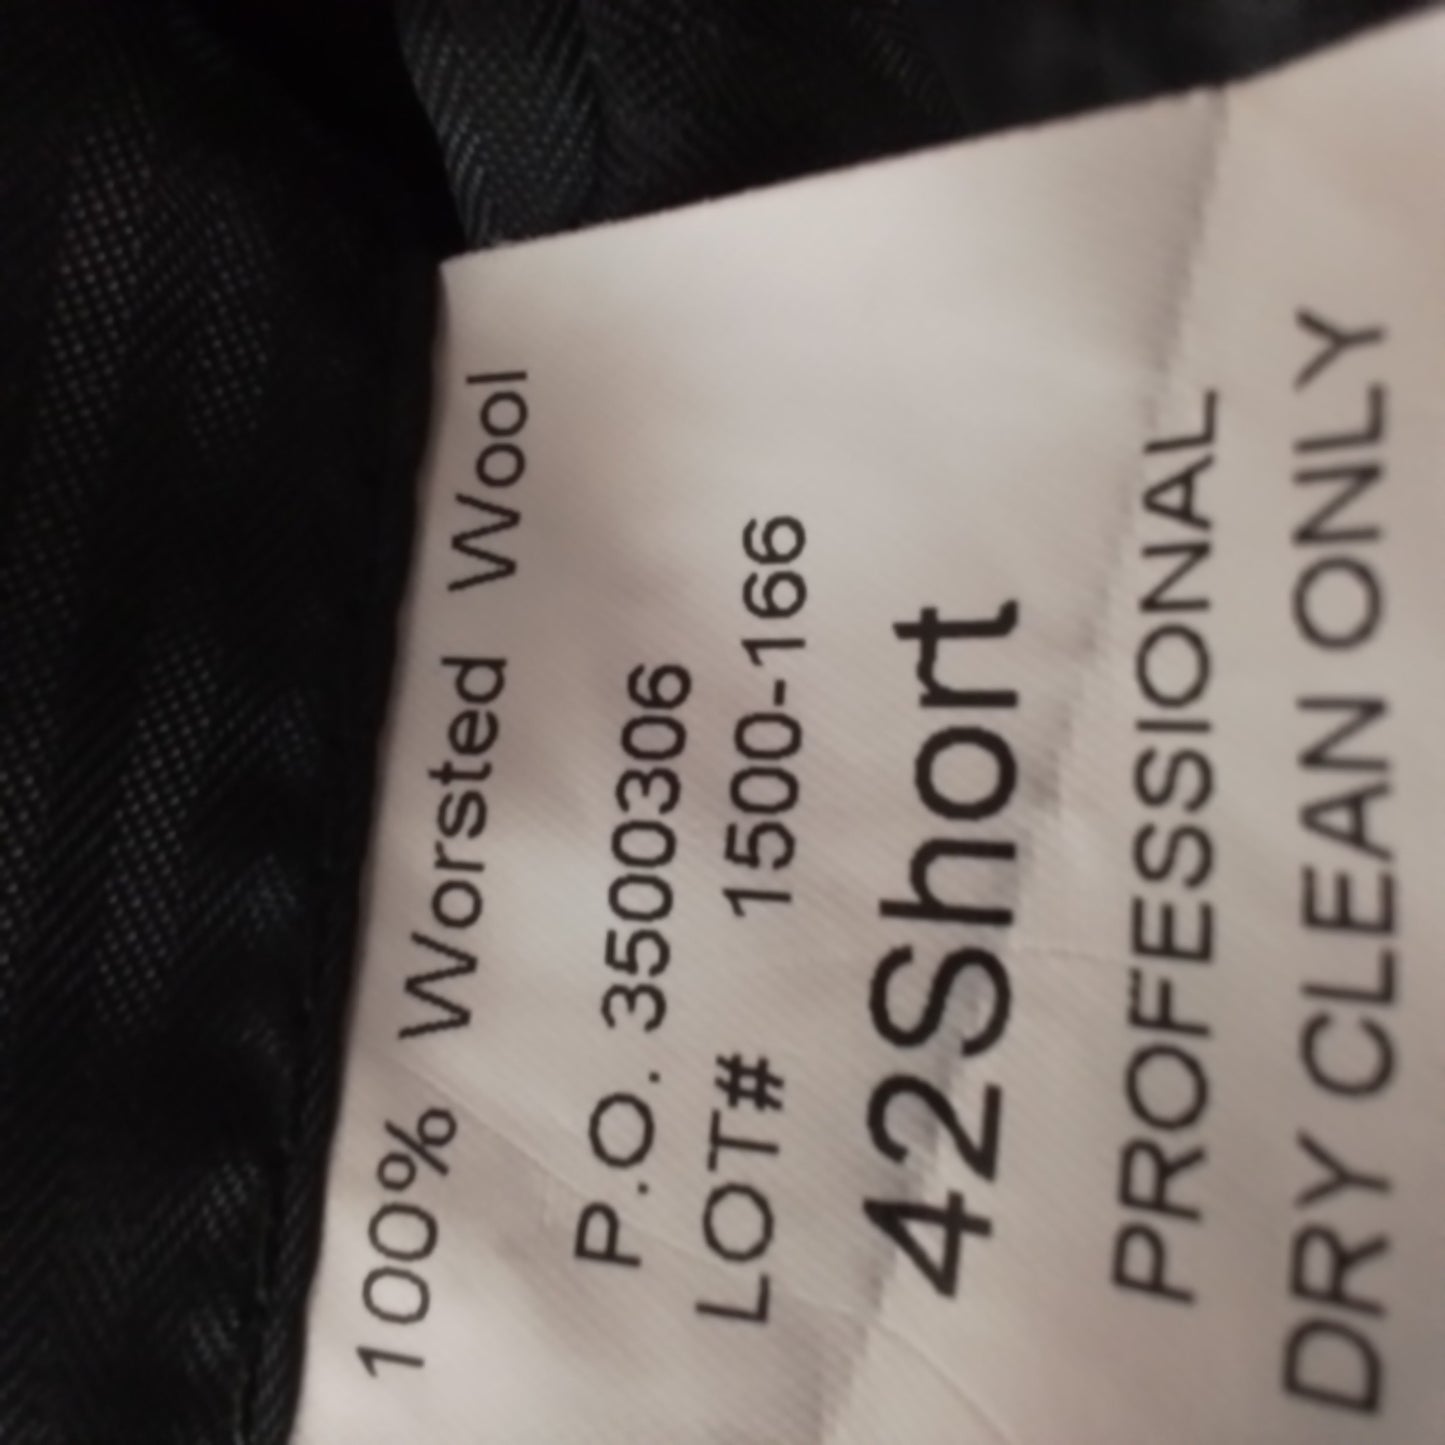 100% Worsted Wool
P.O. 3500306
LOT# 1500-166
42Short
PROFESSIONAL
DRY CLEAN ONLY